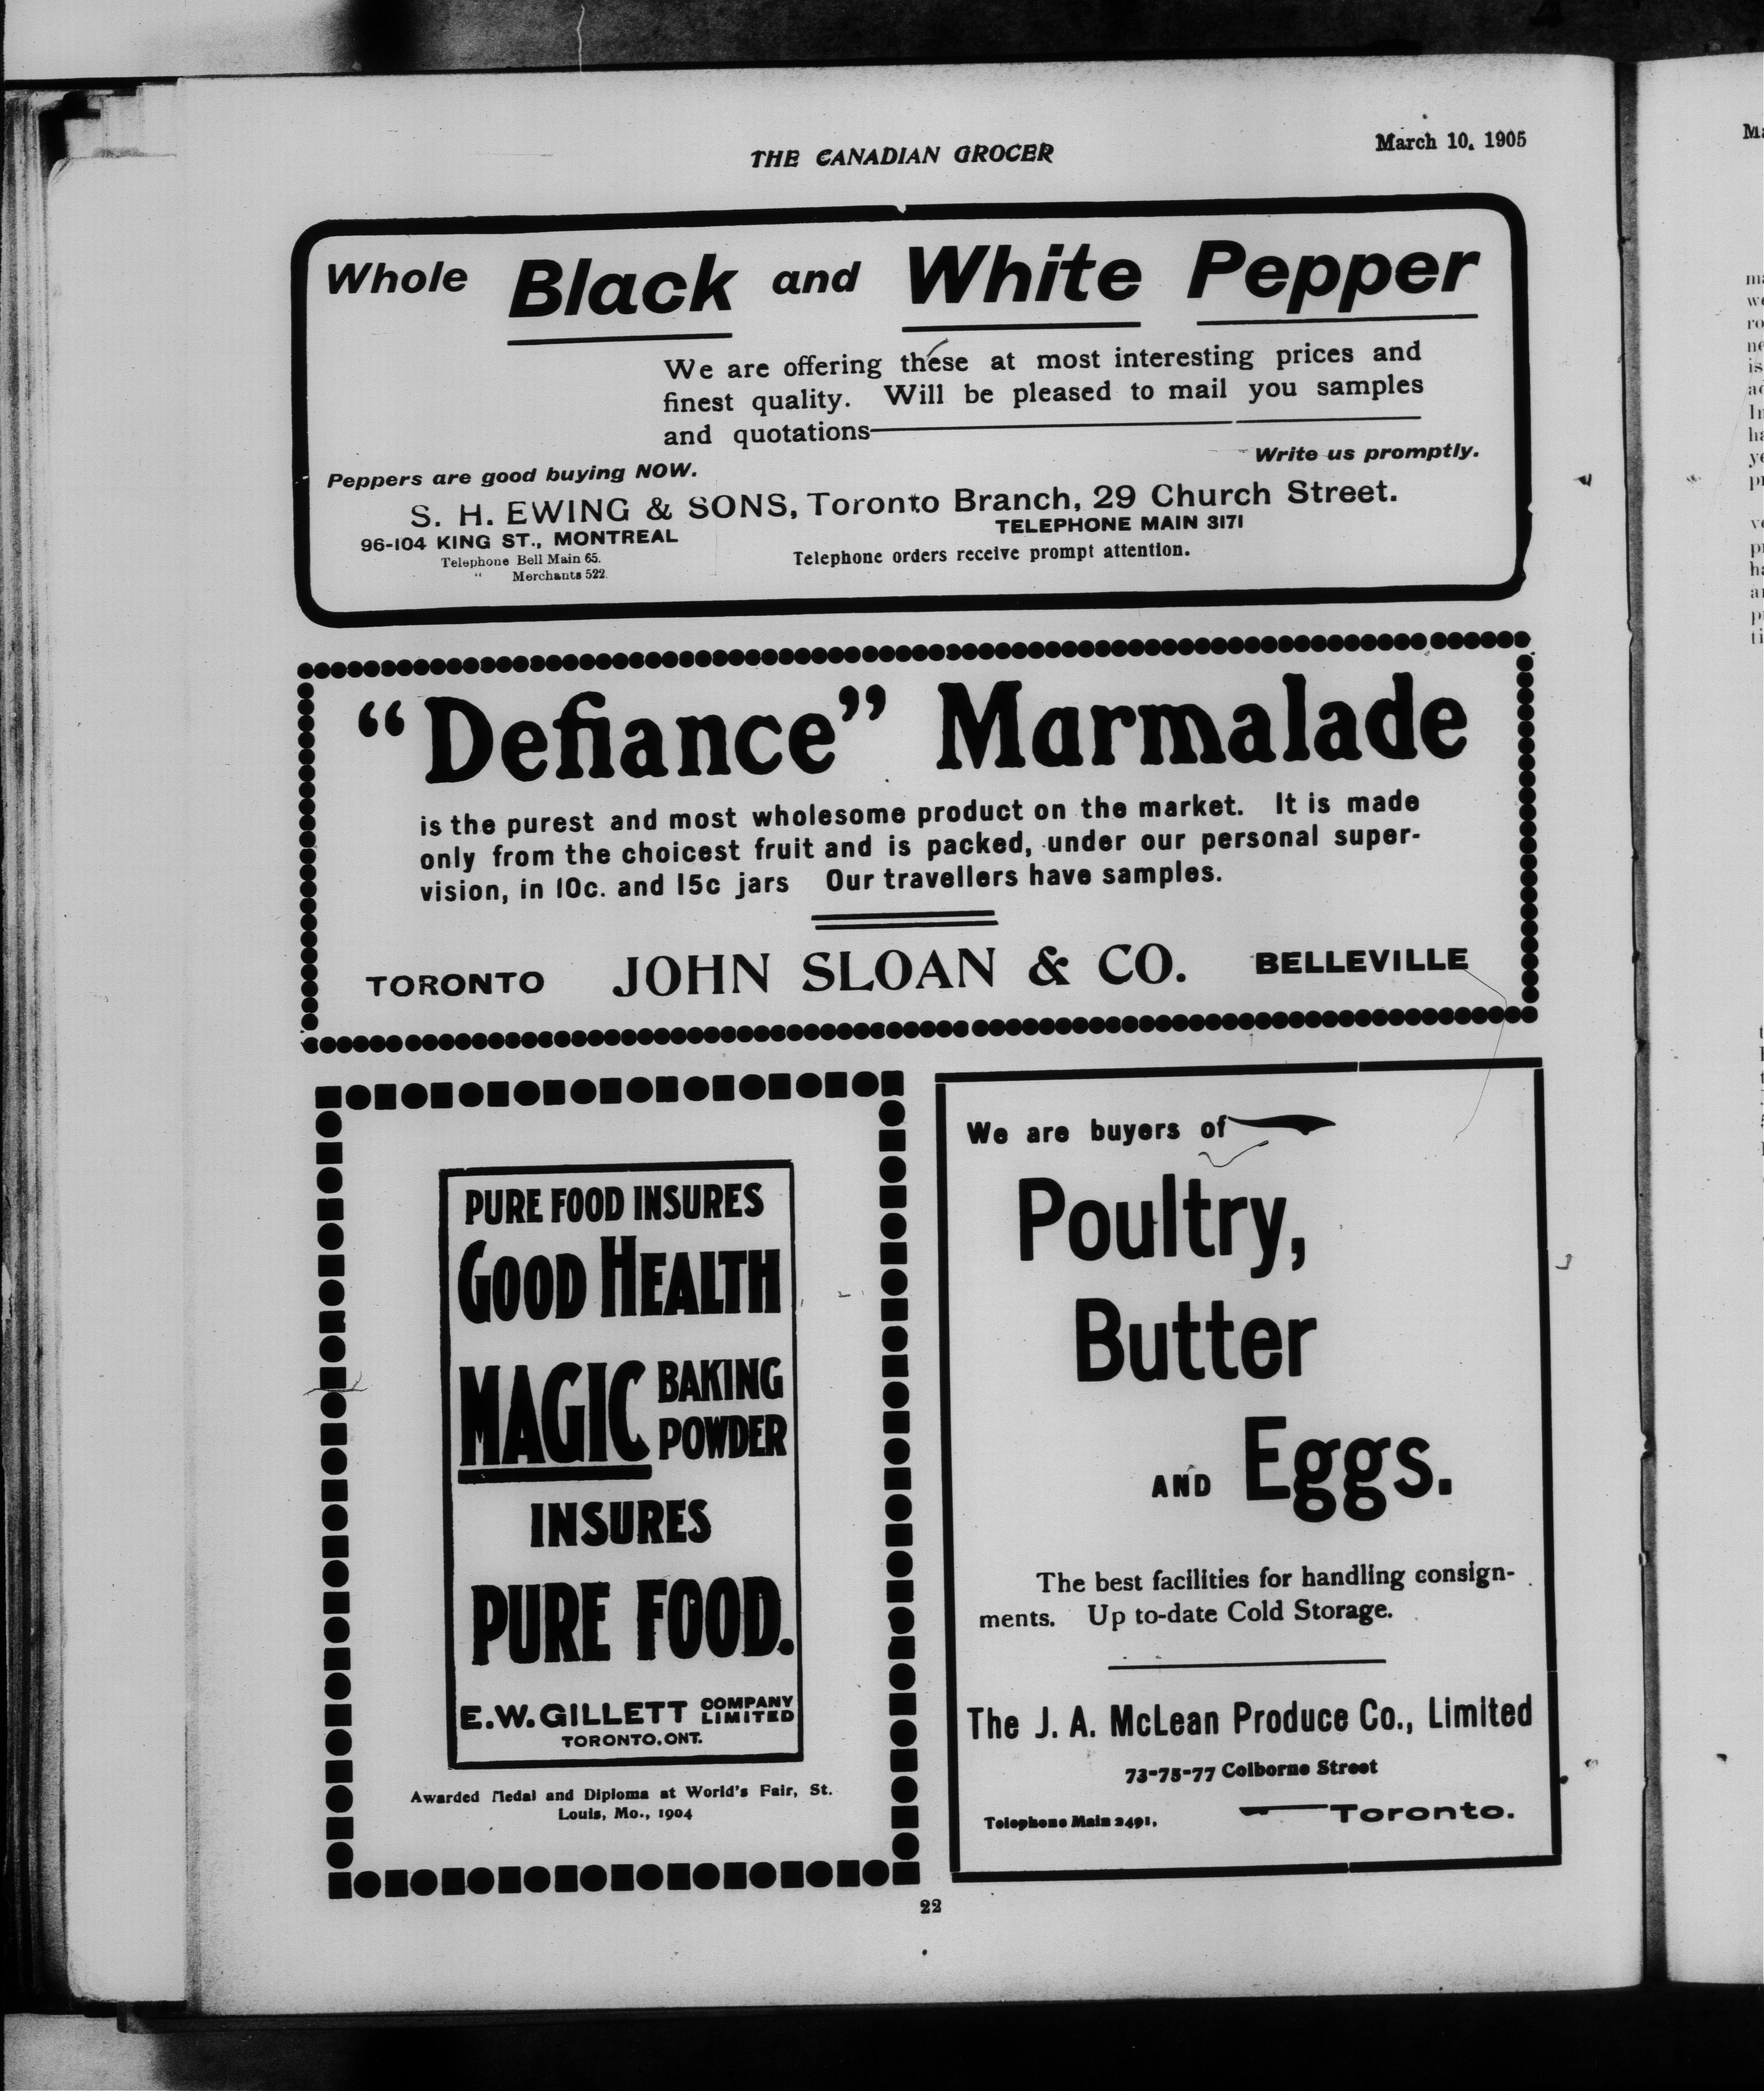 THE CANADIAN GROCER
March 10, 1905
Whole Black and White Pepper
We are offering these at most interesting prices and
finest quality. Will be pleased to mail you samples
and quotations
Write us promptly.
Peppers are good buying NOW.
S. H. EWING & SONS, Toronto Branch, 29 Church Street.
96-104 KING ST., MONTREAL
TELEPHONE MAIN 3171
Telephone Bell Main 65.
Telephone orders receive prompt attention.
" Merchants 522.
"Defiance" Marmalade
is the purest and most wholesome product on the market. It is made
only from the choicest fruit and is packed, under our personal super-
vision, in 10c. and 15c jars Our travellers have samples.
TORONTO JOHN SLOAN & CO. BELLEVILLE
PURE FOOD INSURES
GOOD HEALTH
MAGIC BAKING
POWDER
INSURES
PURE FOOD.
E.W. GILLETT COMPANY
LIMITED
TORONTO, ONT.
Awarded Medal and Diploma at World's Fair, St.
Louis, Mo., 1904
We are buyers of
Poultry,
Butter
AND Eggs.
The best facilities for handling consign-
ments. Up to-date Cold Storage.
The J. A. McLean Produce Co., Limited
73-75-77 Colborne Street
Telephone Main 2491. Toronto.
22